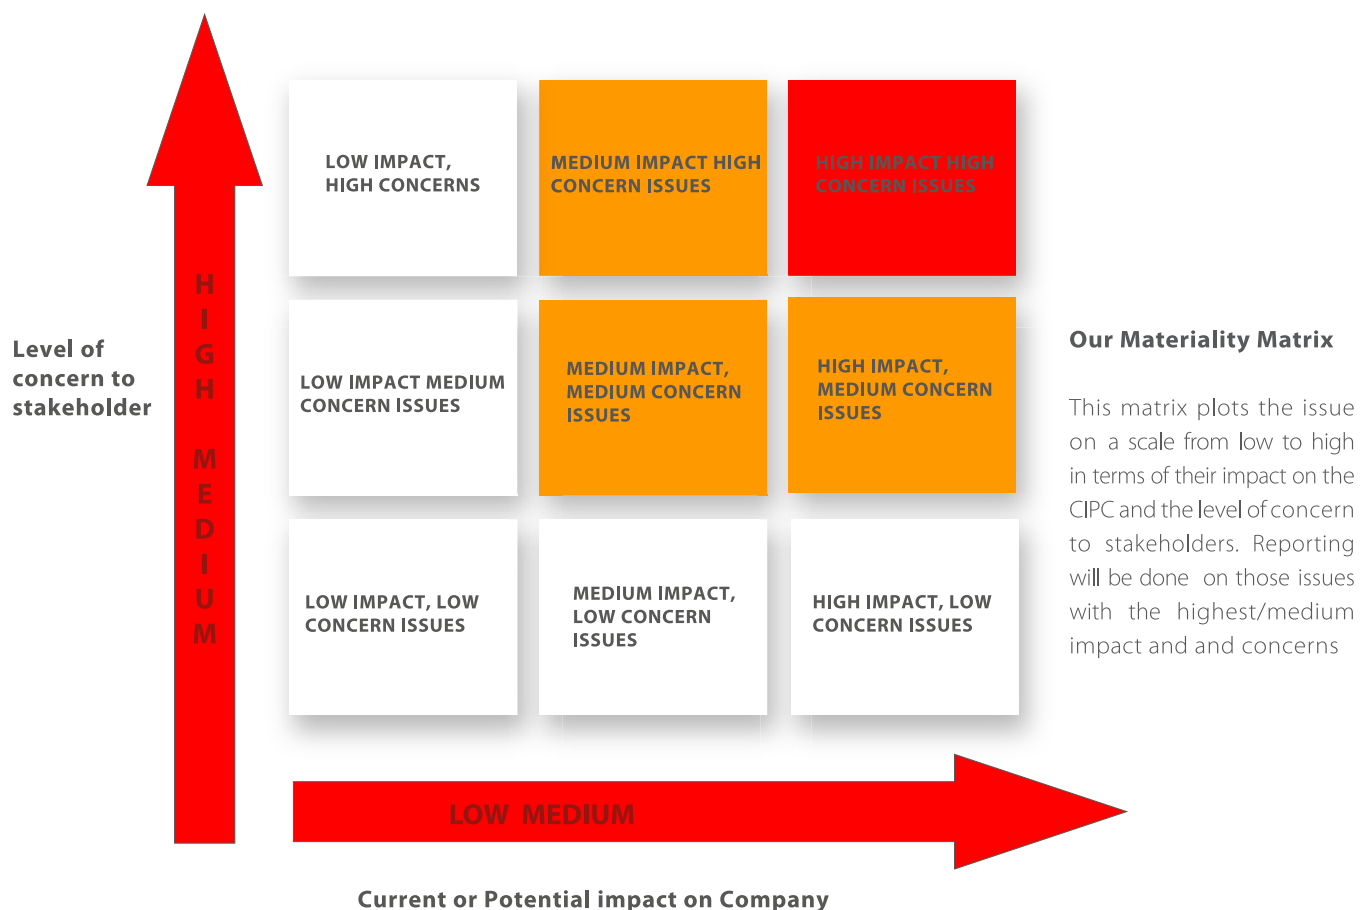 LOW IMPACT,
HIGH CONCERNS
MEDIUM IMPACT HIGH
CONCERN ISSUES
HIGH IMPACT HIGH
CONCERN ISSUES
HIGH MEDIUM
Level of
concern to
stakeholder
LOW IMPACT MEDIUM
CONCERN ISSUES
MEDIUM IMPACT,
MEDIUM CONCERN
ISSUES
HIGH IMPACT,
MEDIUM CONCERN
ISSUES
Our Materiality Matrix
This matrix plots the issue
on a scale from low to high
in terms of their impact on the
CIPC and the level of concern
to stakeholders. Reporting
will be done on those issues
with the highest/medium
impact and and concerns
LOW IMPACT, LOW
CONCERN ISSUES
MEDIUM IMPACT,
LOW CONCERN
ISSUES
HIGH IMPACT, LOW
CONCERN ISSUES
LOW MEDIUM
Current or Potential impact on Company